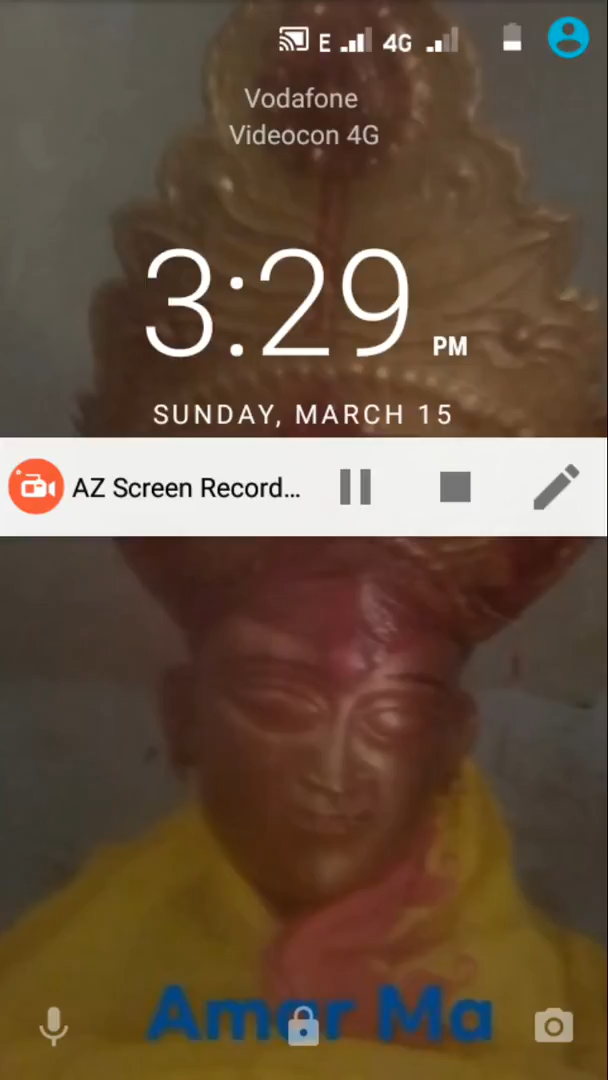 E 4G
Vodafone
Videocon 4G
3:29 PM
SUNDAY, MARCH 15
AZ Screen Record...
Amar Ma